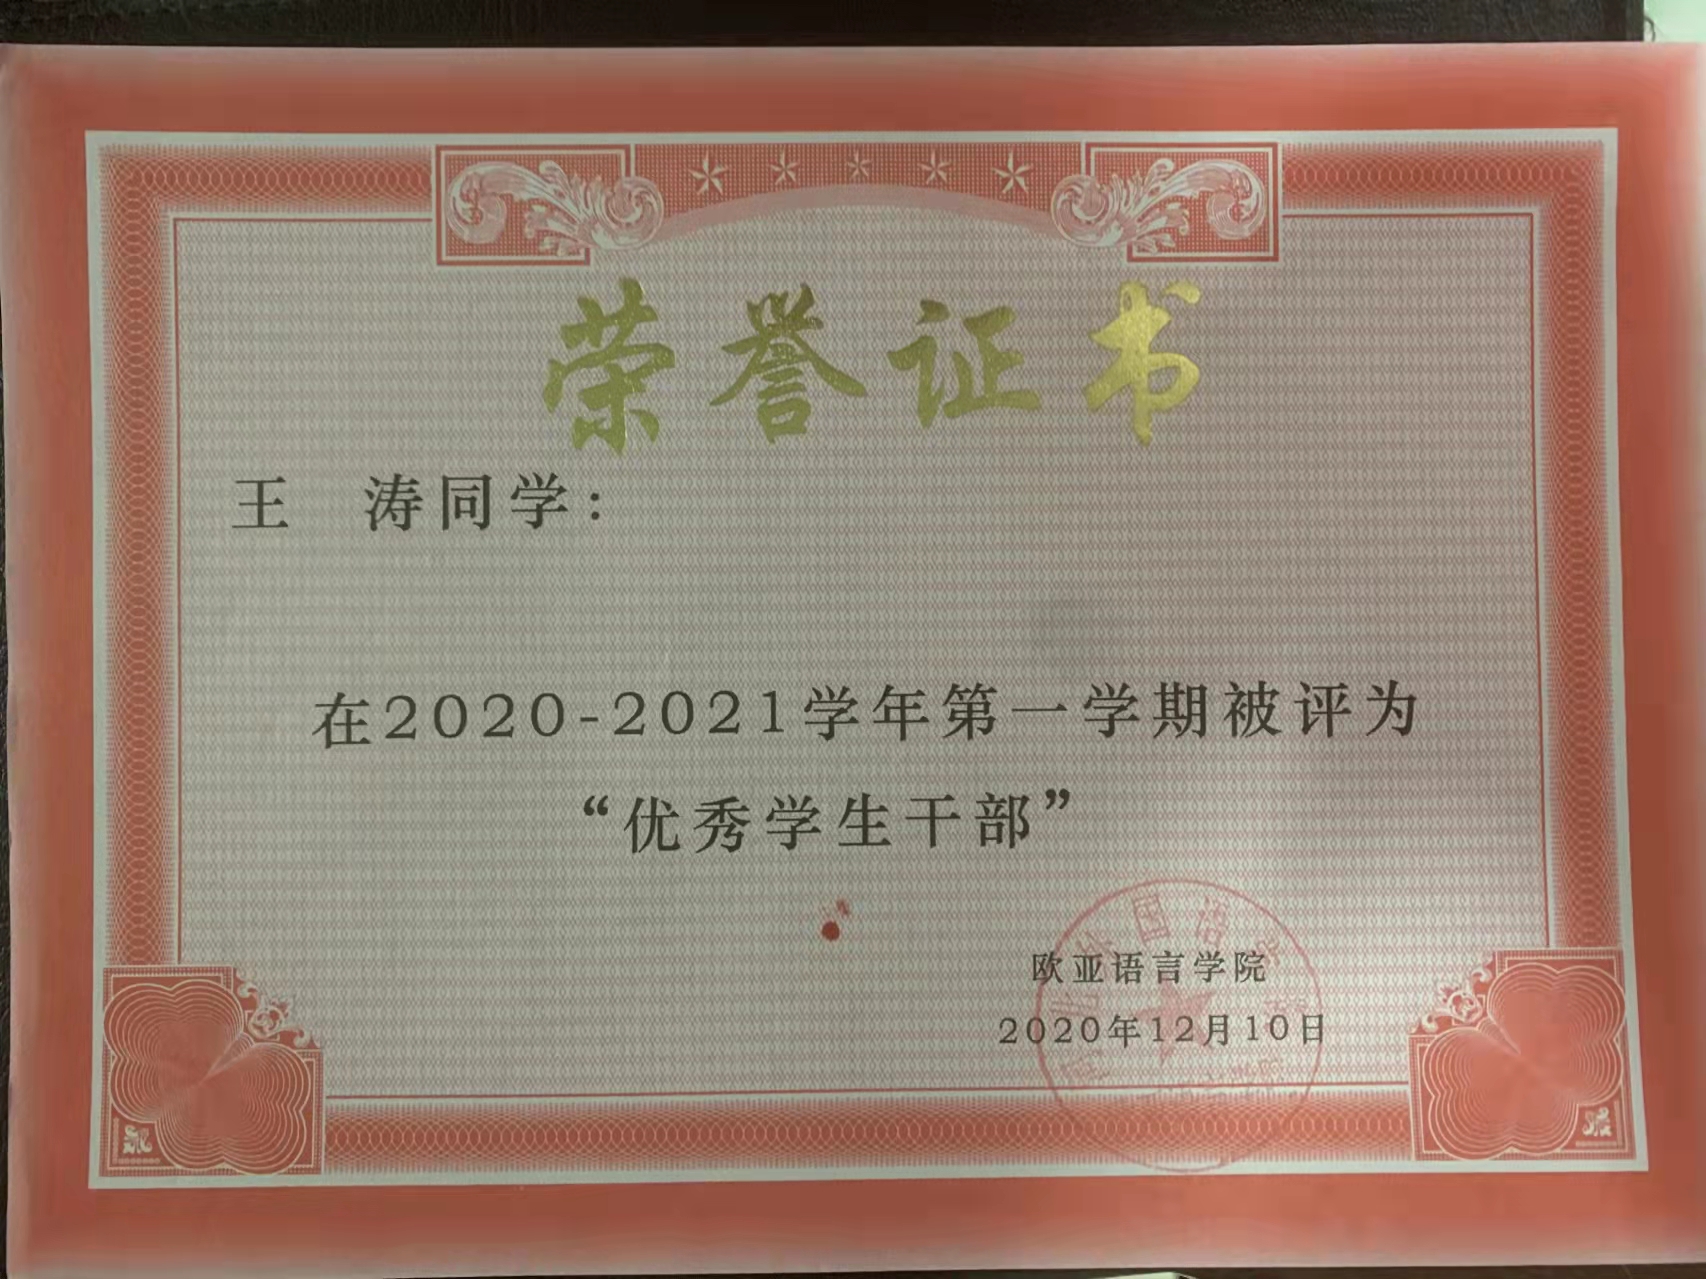 荣誉证书
王 涛同学:
在2020-2021学年第一学期被评为
“优秀学生干部”
欧亚语言学院
2020年12月10日
国语